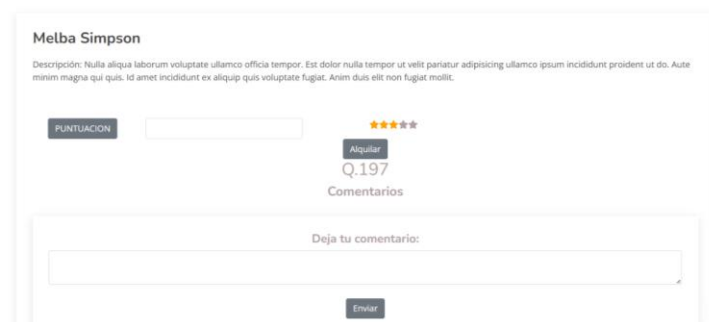 Melba Simpson
Descripción: Nulla aliqua laborum voluptate ullamco officia tempor. Est dolor nulla tempor ut velit pariatur adipisicing ullamco ipsum incididunt proident ut do. Aute
minim magna qui quis. Id amet incididunt ex aliquip quis voluptate fugiat. Anim duis elit non fugiat mollit.
PUNTUACION
Alquilar
Q.197
Comentarios
Deja tu comentario:
Enviar